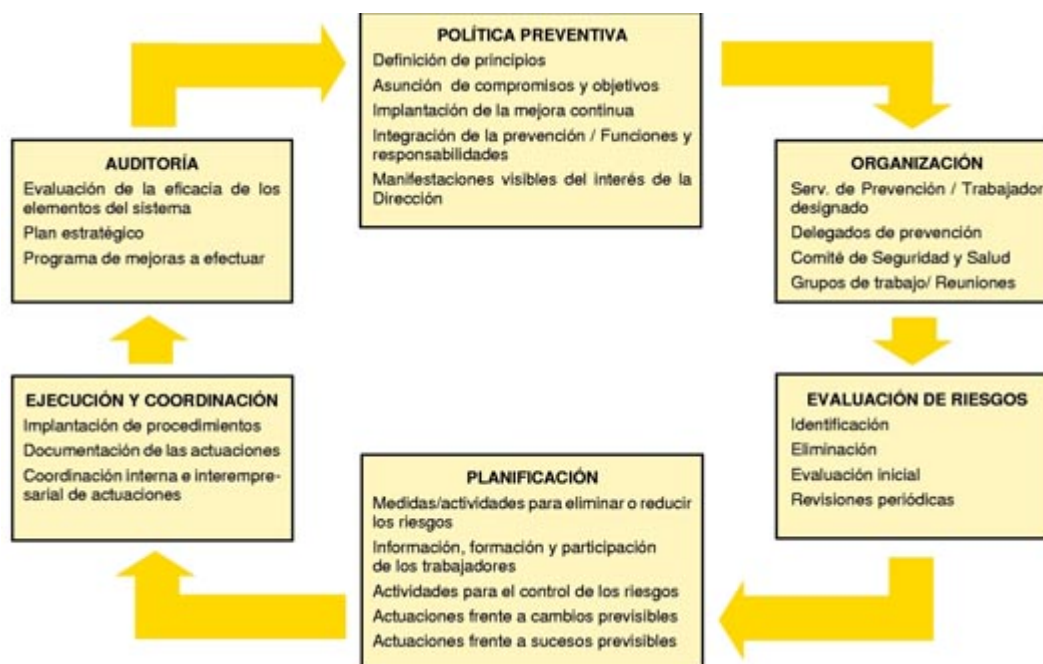 POLÍTICA PREVENTIVA
Definición de principios
Asunción de compromisos y objetivos
Implantación de la mejora continua
Integración de la prevención / Funciones y
responsabilidades
Manifestaciones visibles del interés de la
Dirección
ORGANIZACIÓN
Serv. de Prevención / Trabajador
designado
Delegados de prevención
Comité de Seguridad y Salud
Grupos de trabajo/ Reuniones
EVALUACIÓN DE RIESGOS
Identificación
Eliminación
Evaluación inicial
Revisiones periódicas
PLANIFICACIÓN
Medidas/actividades para eliminar o reducir
los riesgos
Información, formación y participación
de los trabajadores
Actividades para el control de los riesgos
Actuaciones frente a cambios previsibles
Actuaciones frente a sucesos previsibles
EJECUCIÓN Y COORDINACIÓN
Implantación de procedimientos
Documentación de las actuaciones
Coordinación interna e interempre-
sarial de actuaciones
AUDITORÍA
Evaluación de la eficacia de los
elementos del sistema
Plan estratégico
Programa de mejoras a efectuar